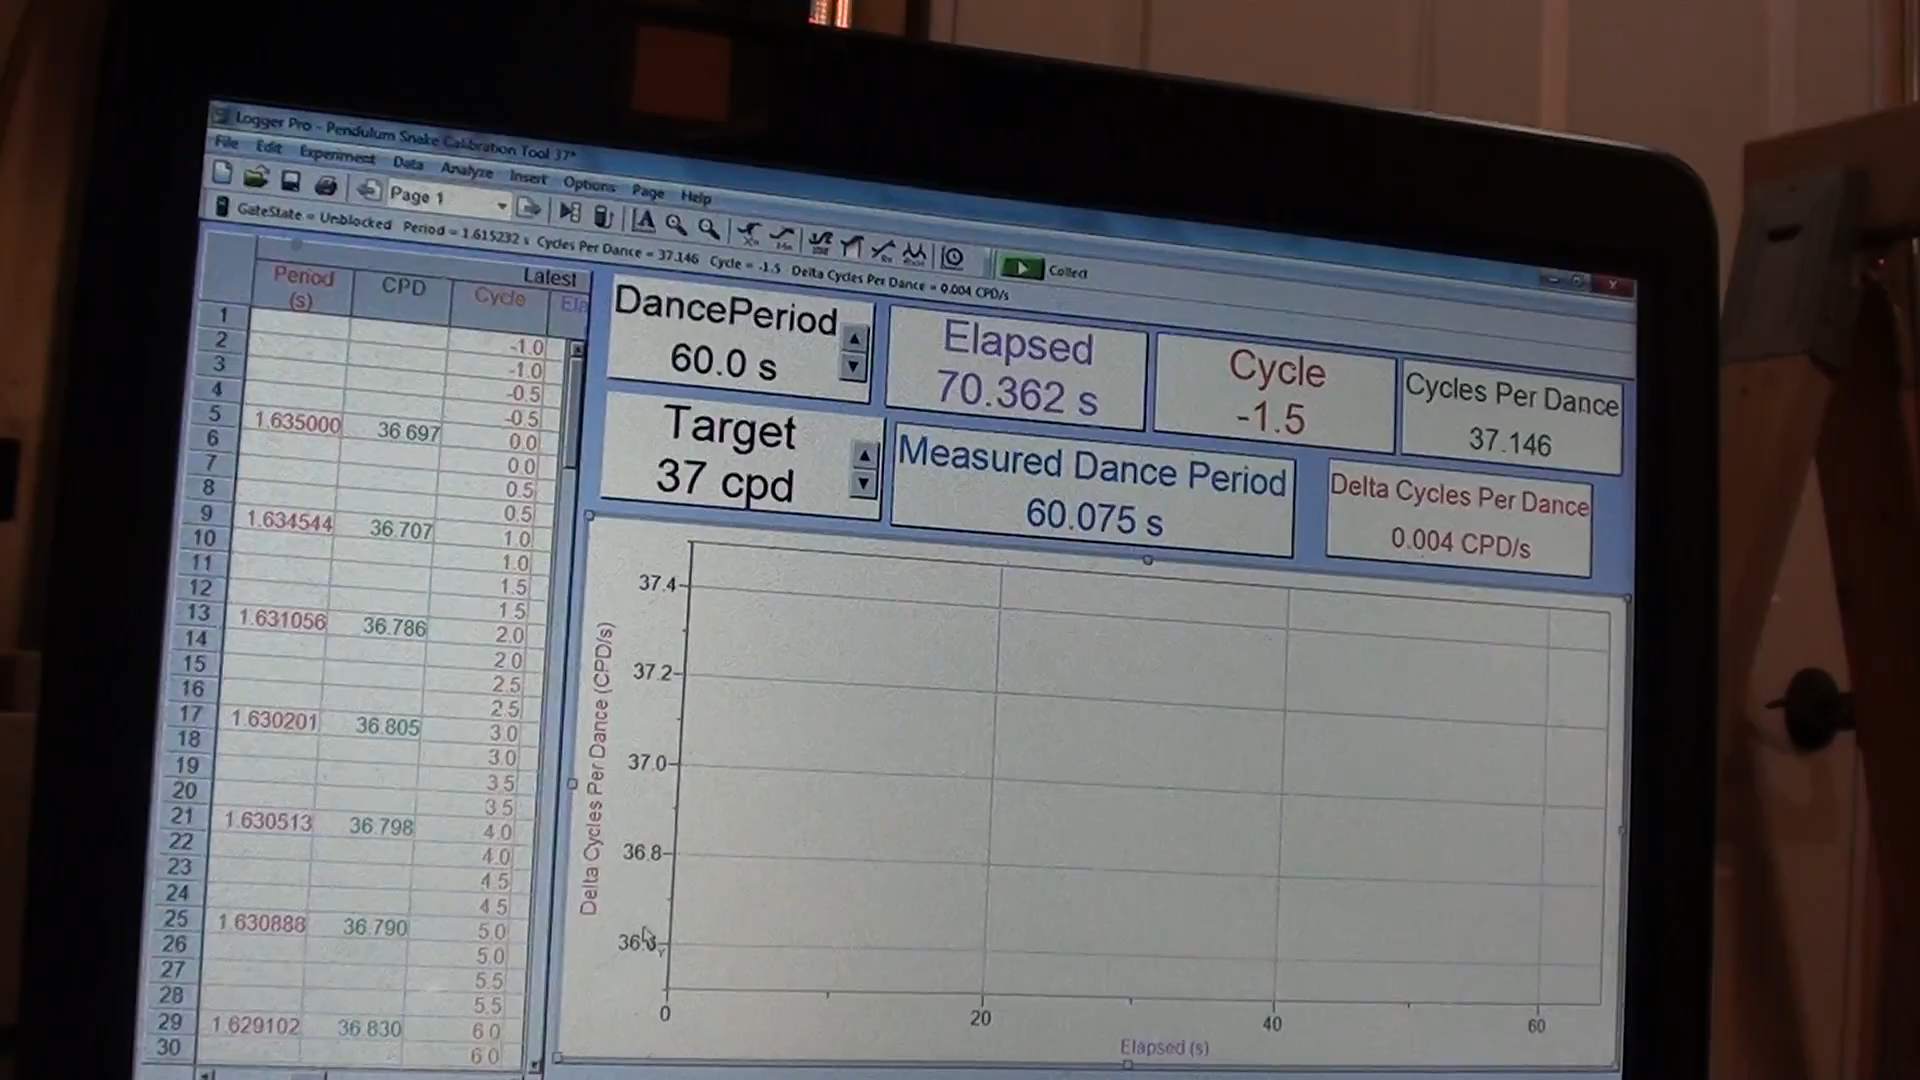 Logger Pro - Pendulum Snake Calibration Tool 37*
File Edit Experiment Data Analyze Insert Options Page Help
Page 1
Collect
GateState = Unblocked Period = 1.615232 s Cycles Per Dance = 37.146 Cycle = -1.5 Delta Cycles Per Dance = 0.004 CPD/s
Latest
Period (s) CPD Cycle Ela
1
2 -1.0
3 -1.0
4 -0.5
5 1.635000 36.697 -0.5
6 0.0
7 0.0
8 0.5
9 1.634544 36.707 0.5
10 1.0
11 1.0
12 1.5
13 1.631056 36.786 1.5
14 2.0
15 2.0
16 2.5
17 1.630201 36.805 2.5
18 3.0
19 3.0
20 3.5
21 1.630513 36.798 3.5
22 4.0
23 4.0
24 4.5
25 1.630888 36.790 4.5
26 5.0
27 5.0
28 5.5
29 1.629102 36.830 5.5
30 6.0
6.0
DancePeriod
60.0 s
Elapsed
70.362 s
Cycle
-1.5
Cycles Per Dance
37.146
Target
37 cpd
Measured Dance Period
60.075 s
Delta Cycles Per Dance
0.004 CPD/s
Delta Cycles Per Dance (CPD/s)
37.4
37.2
37.0
36.8
0 20 40 60
Elapsed (s)